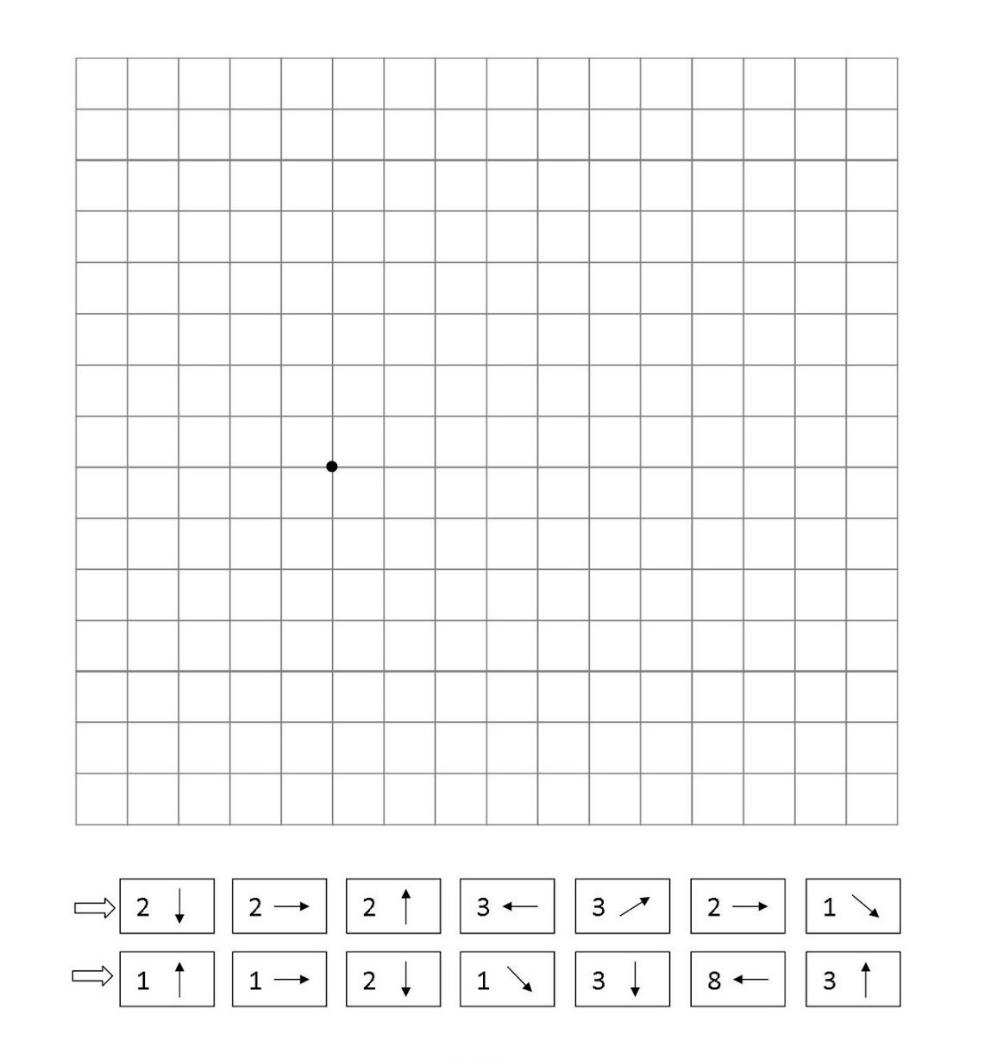 ⇨ 2 ↓ 2 → 2 ↑ 3 ← 3 ↗ 2 → 1 ↘
⇨ 1 ↑ 1 → 2 ↓ 1 ↘ 3 ↓ 8 ← 3 ↑